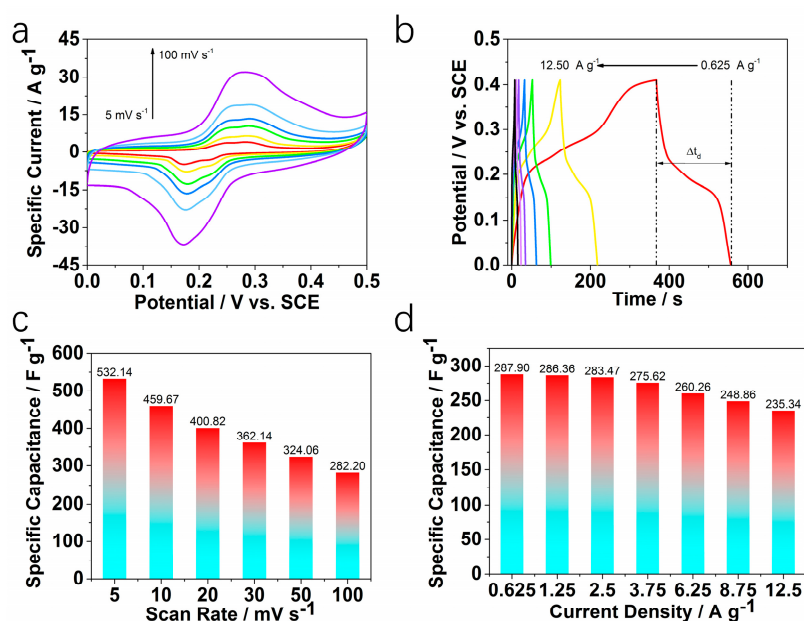 a
45
30
15
0
-15
-30
-45
Specific Current / A g-1
100 mV s-1
5 mV s-1
0.0 0.1 0.2 0.3 0.4 0.5
Potential / V vs. SCE
b
0.5
0.4
0.3
0.2
0.1
0.0
Potential / V vs. SCE
12.50 A g-1
0.625 A g-1
Δtd
0 200 400 600
Time / s
c
600
500
400
300
200
100
0
Specific Capacitance / F g-1
532.14
459.67
400.82
362.14
324.06
282.20
5 10 20 30 50 100
Scan Rate / mV s-1
d
300
250
200
150
100
50
0
Specific Capacitance / F g-1
287.90 286.36 283.47
275.62
260.26
248.86
235.34
0.625 1.25 2.5 3.75 6.25 8.75 12.5
Current Density / A g-1